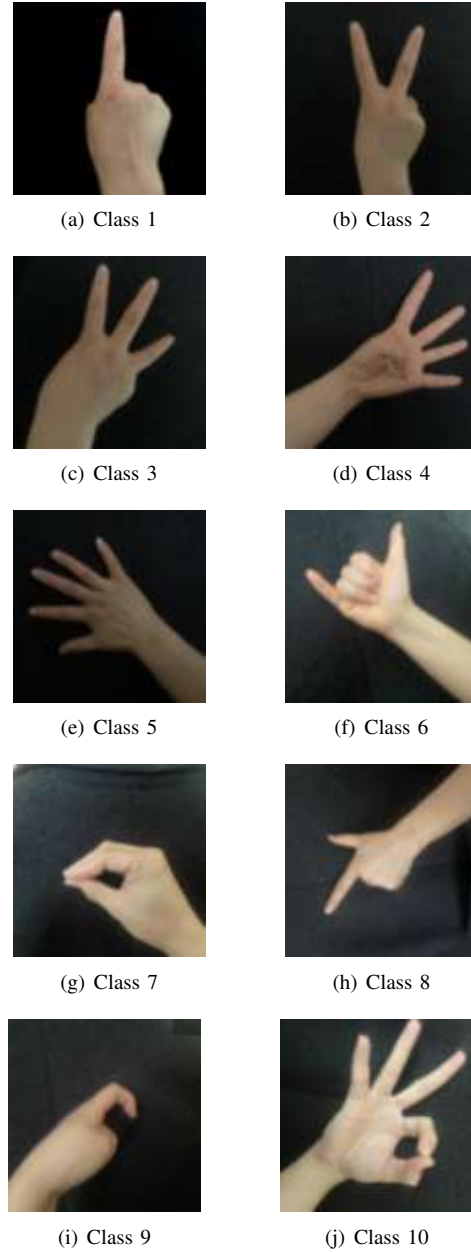 (a) Class 1
(b) Class 2
(c) Class 3
(d) Class 4
(e) Class 5
(f) Class 6
(g) Class 7
(h) Class 8
(i) Class 9
(j) Class 10